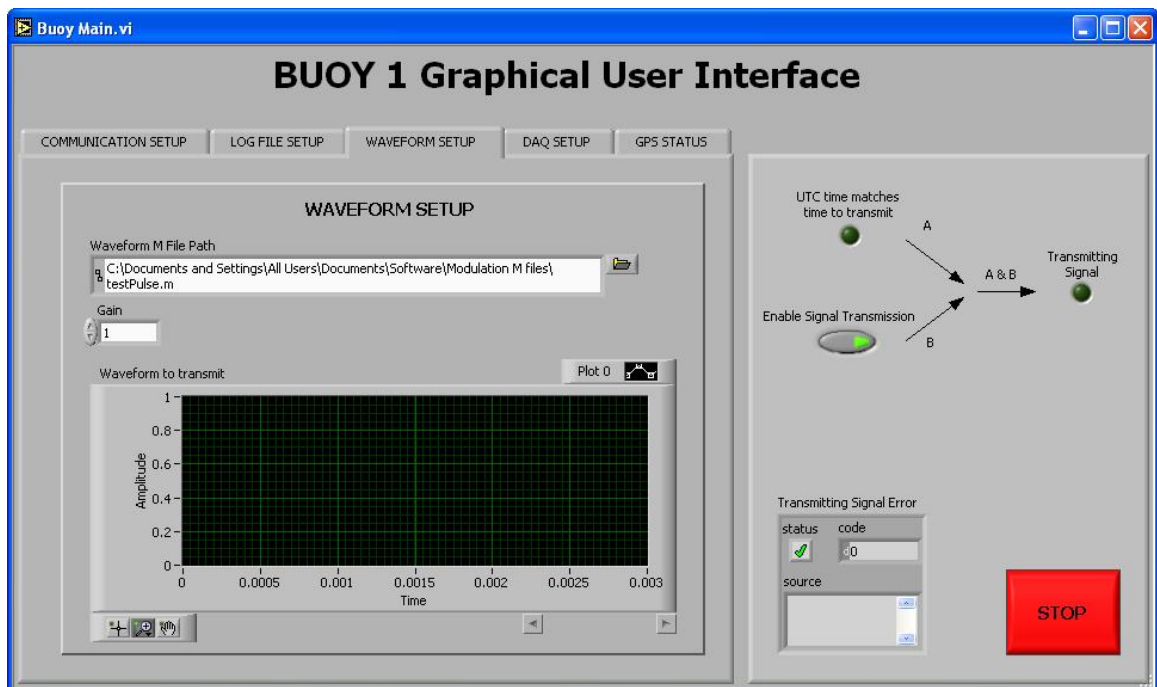 Buoy Main.vi
BUOY 1 Graphical User Interface
COMMUNICATION SETUP
LOG FILE SETUP
WAVEFORM SETUP
DAQ SETUP
GPS STATUS
WAVEFORM SETUP
Waveform M File Path
C:\Documents and Settings\All Users\Documents\Software\Modulation M files\
testPulse.m
Gain
1
Waveform to transmit
Plot 0
1
0.8
0.6
0.4
0.2
0
Amplitude
0
0.0005
0.001
0.0015
0.002
0.0025
0.003
Time
UTC time matches
time to transmit
A
Enable Signal Transmission
B
A & B
Transmitting
Signal
Transmitting Signal Error
status
code
d0
source
STOP